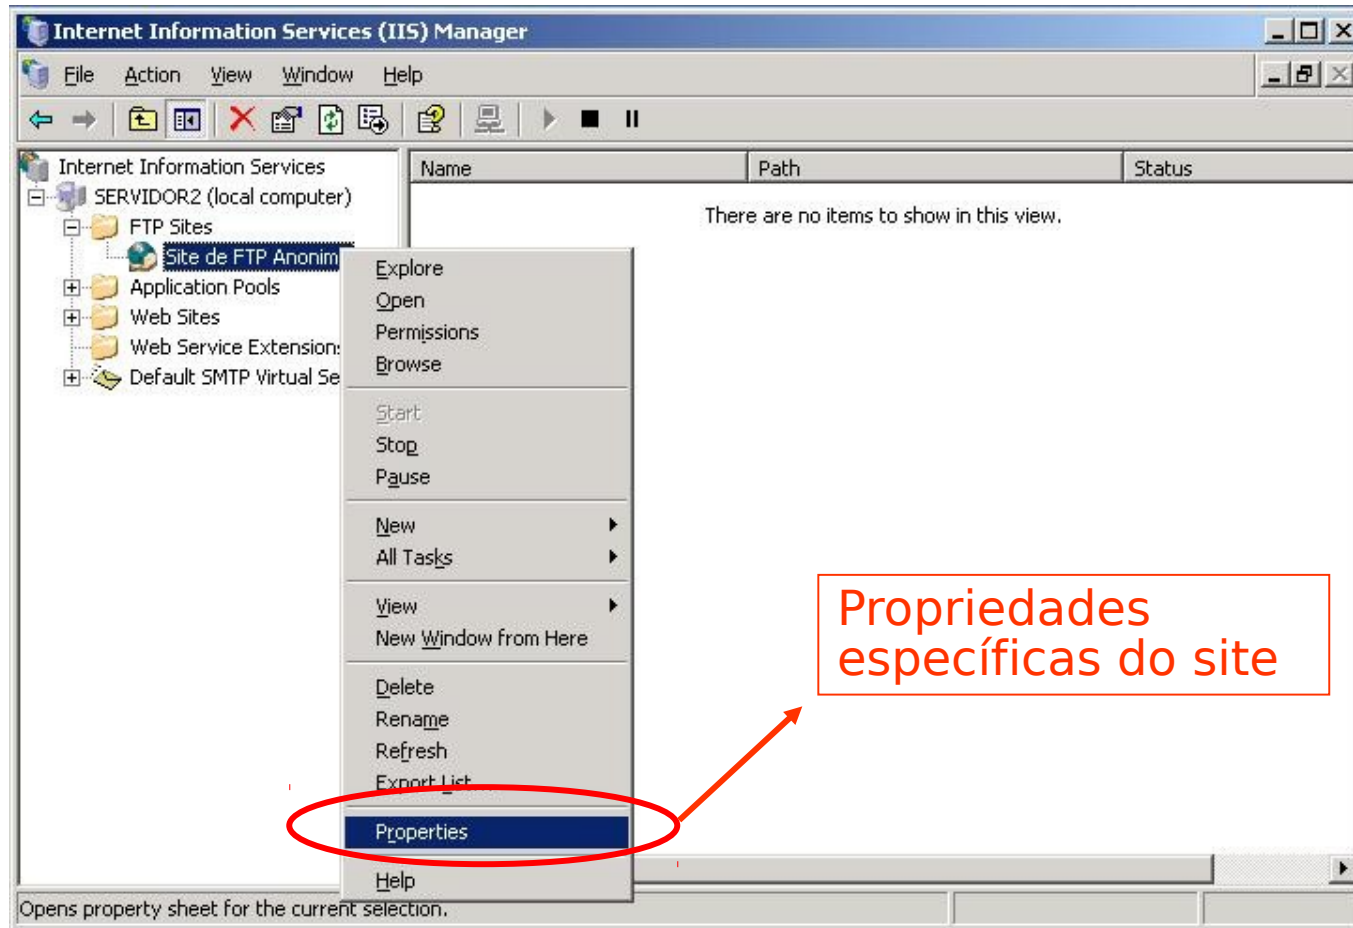 Internet Information Services (IIS) Manager
File Action View Window Help
Internet Information Services
SERVIDOR2 (local computer)
FTP Sites
Site de FTP Anonim
Application Pools
Web Sites
Web Service Extension
Default SMTP Virtual Se
Name Path Status
There are no items to show in this view.
Explore
Open
Permissions
Browse
Start
Stop
Pause
New
All Tasks
View
New Window from Here
Delete
Rename
Refresh
Export List...
Properties
Help
Propriedades
específicas do site
Opens property sheet for the current selection.